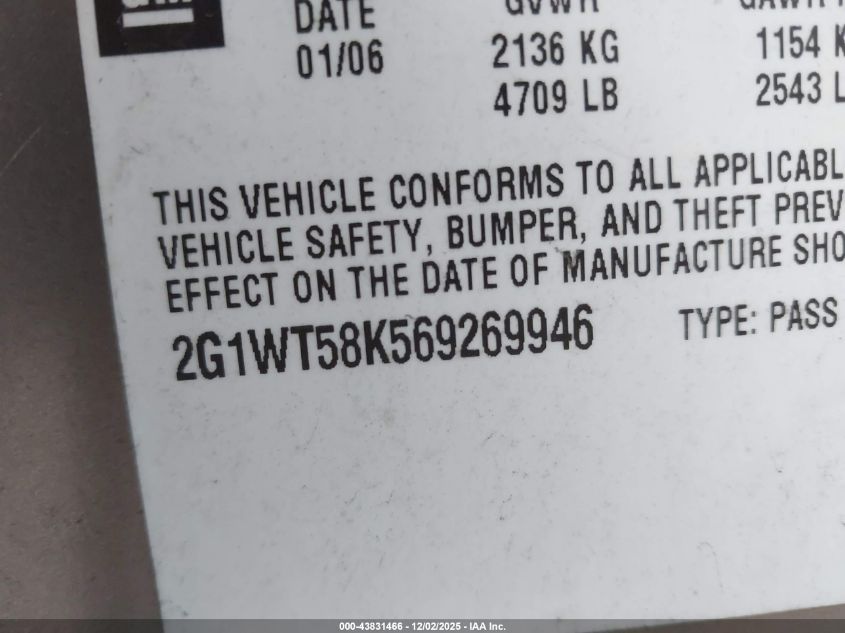 GM
DATE GVWR
01/06 2136 KG 1154 K
4709 LB 2543 L
THIS VEHICLE CONFORMS TO ALL APPLICABL
VEHICLE SAFETY, BUMPER, AND THEFT PREV
EFFECT ON THE DATE OF MANUFACTURE SHO
2G1WT58K569269946 TYPE: PASS
000-43831466 - 12/02/2025 - IAA Inc.